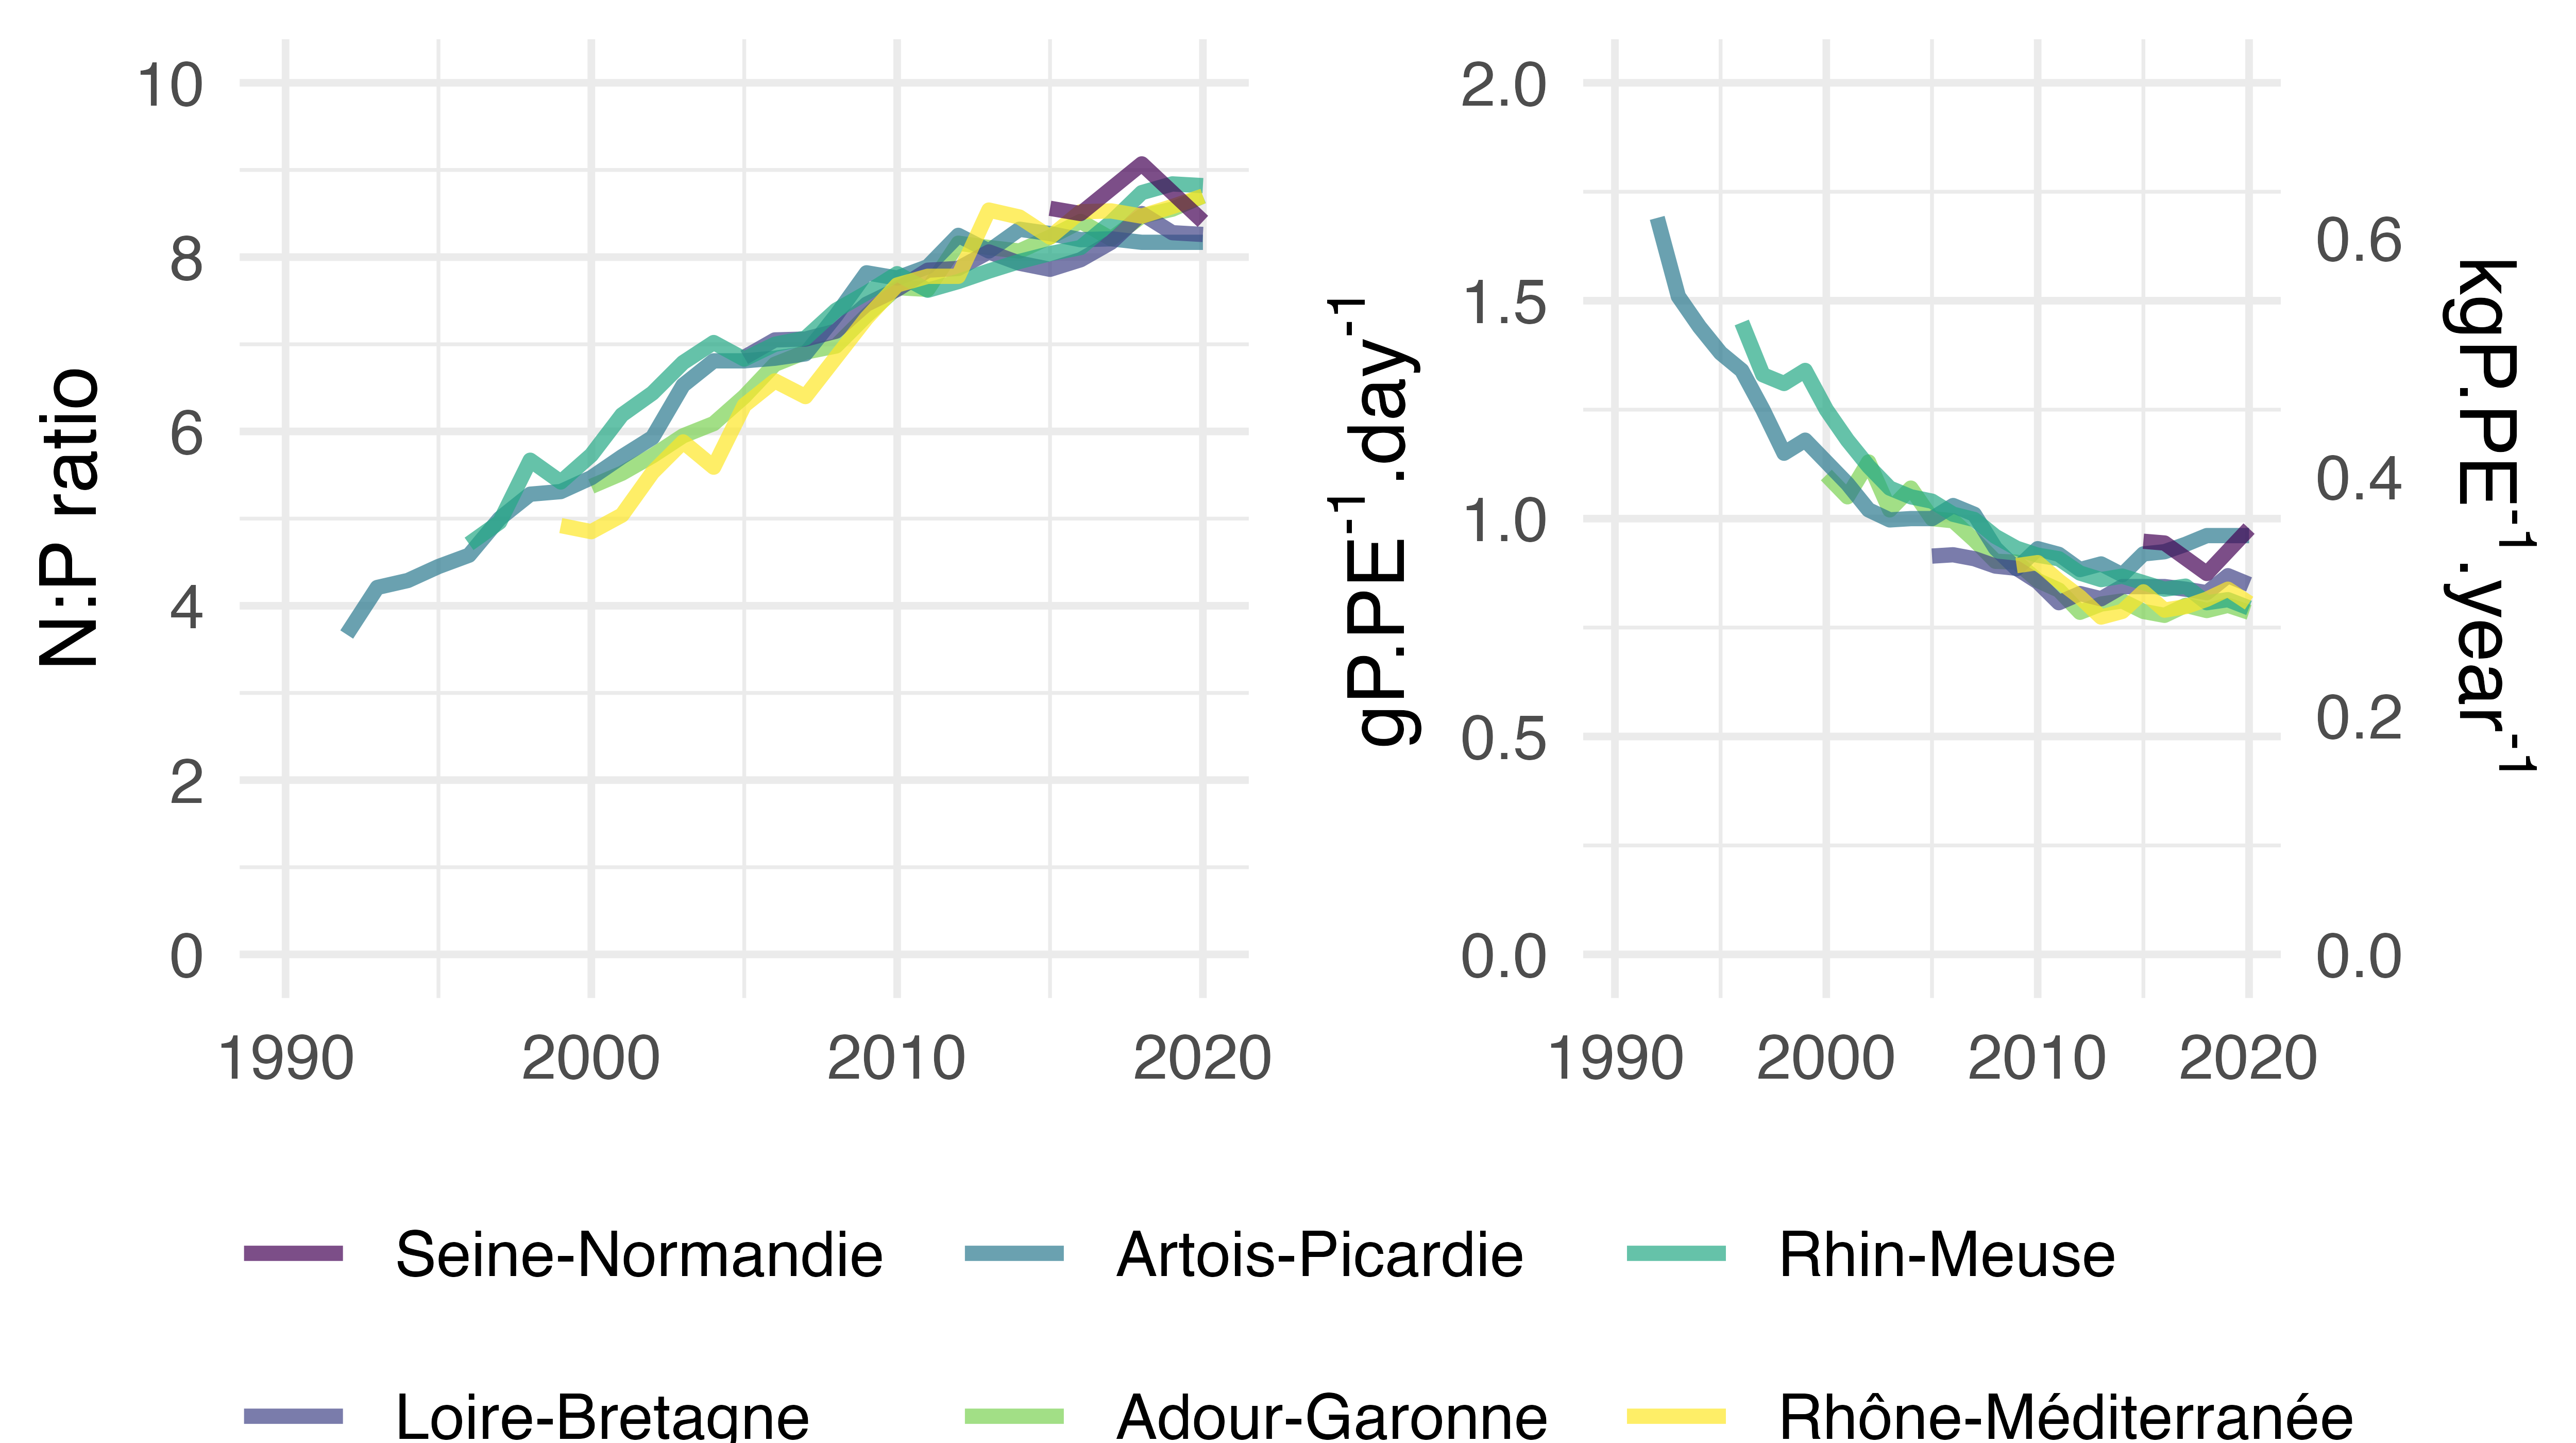 N:P ratio
10
8
6
4
2
0
1990 2000 2010 2020
gP.PE⁻¹.day⁻¹
2.0
1.5
1.0
0.5
0.0
1990 2000 2010 2020
0.6
0.4
0.2
0.0
kgP.PE⁻¹.year⁻¹
Seine-Normandie Artois-Picardie Rhin-Meuse
Loire-Bretagne Adour-Garonne Rhône-Méditerranée